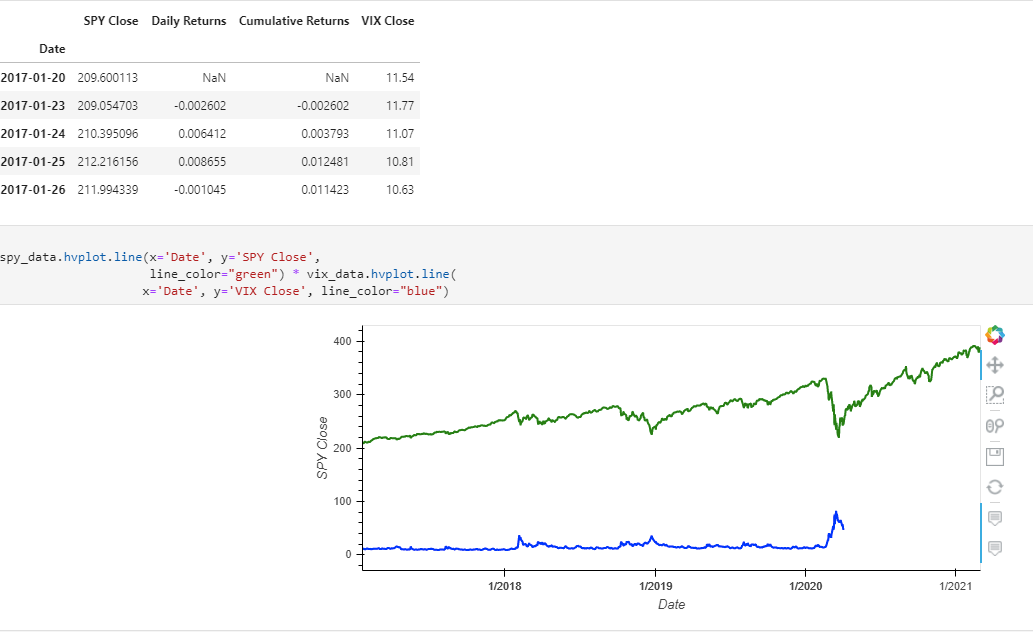 SPY Close Daily Returns Cumulative Returns VIX Close
Date
2017-01-20 209.600113 NaN NaN 11.54
2017-01-23 209.054703 -0.002602 -0.002602 11.77
2017-01-24 210.395096 0.006412 0.003793 11.07
2017-01-25 212.216156 0.008655 0.012481 10.81
2017-01-26 211.994339 -0.001045 0.011423 10.63
spy_data.hvplot.line(x='Date', y='SPY Close',
line_color="green") * vix_data.hvplot.line(
x='Date', y='VIX Close', line_color="blue")
400
300
200
100
0
SPY Close
1/2018 1/2019 1/2020 1/2021
Date